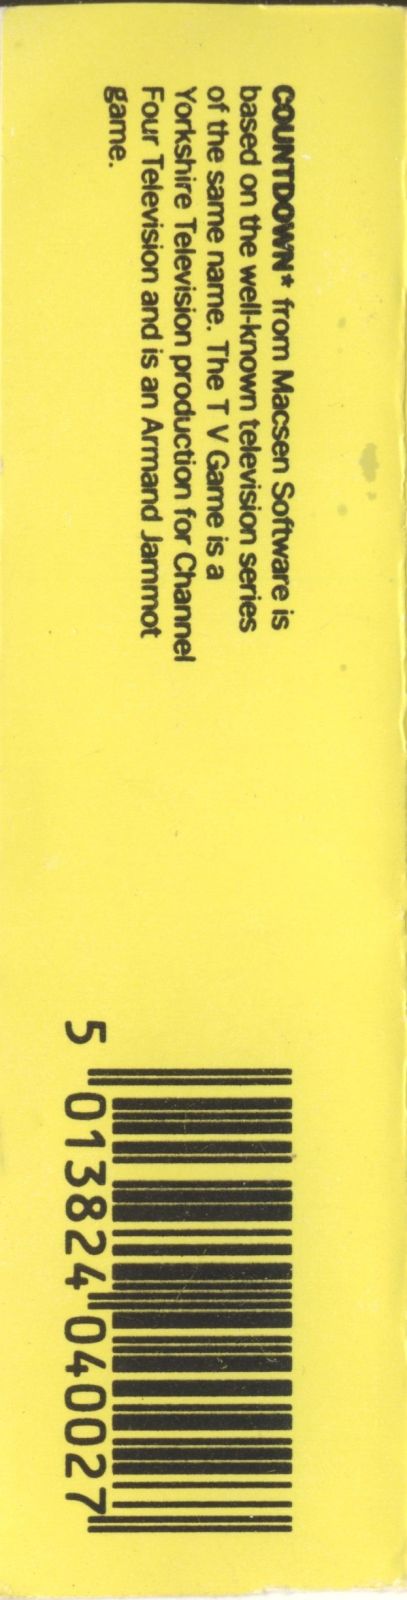 COUNTDOWN* from Macsen Software is
based on the well-known television series
of the same name. The T V Game is a
Yorkshire Television production for Channel
Four Television and is an Armand Jammot
game.
5 013824 040027